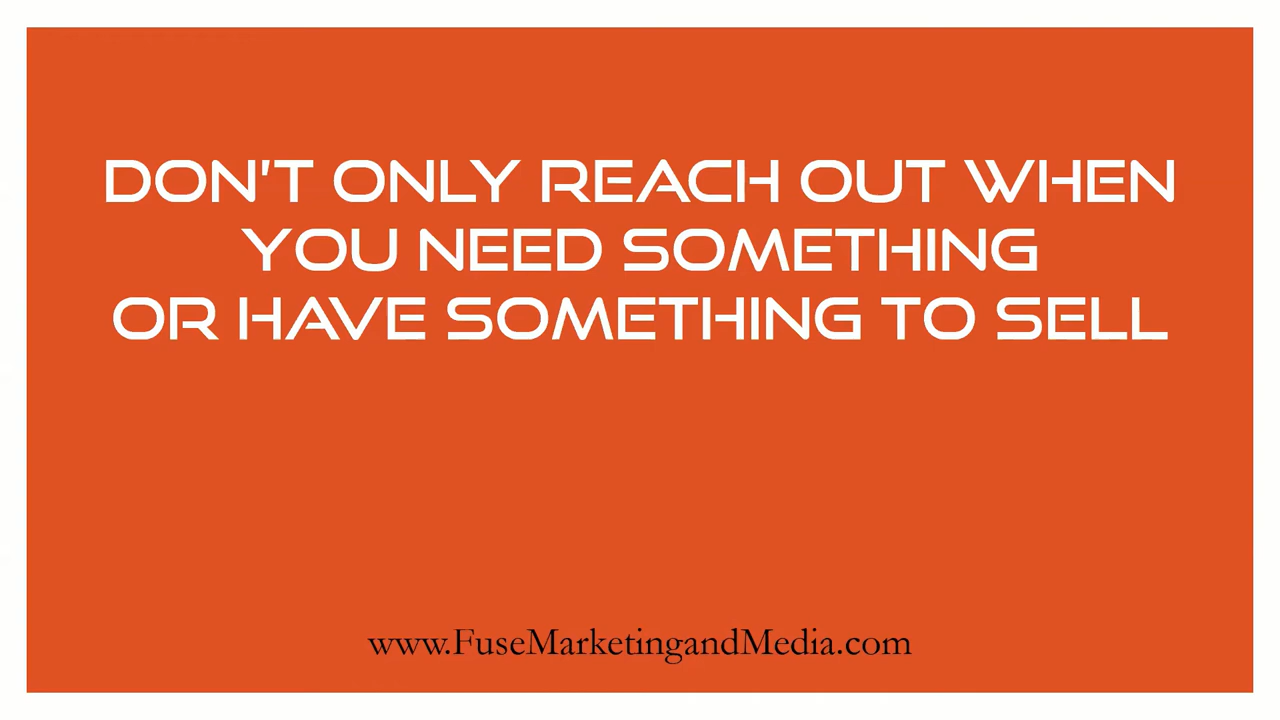 DON'T ONLY REACH OUT WHEN
YOU NEED SOMETHING
OR HAVE SOMETHING TO SELL
www.FuseMarketingandMedia.com